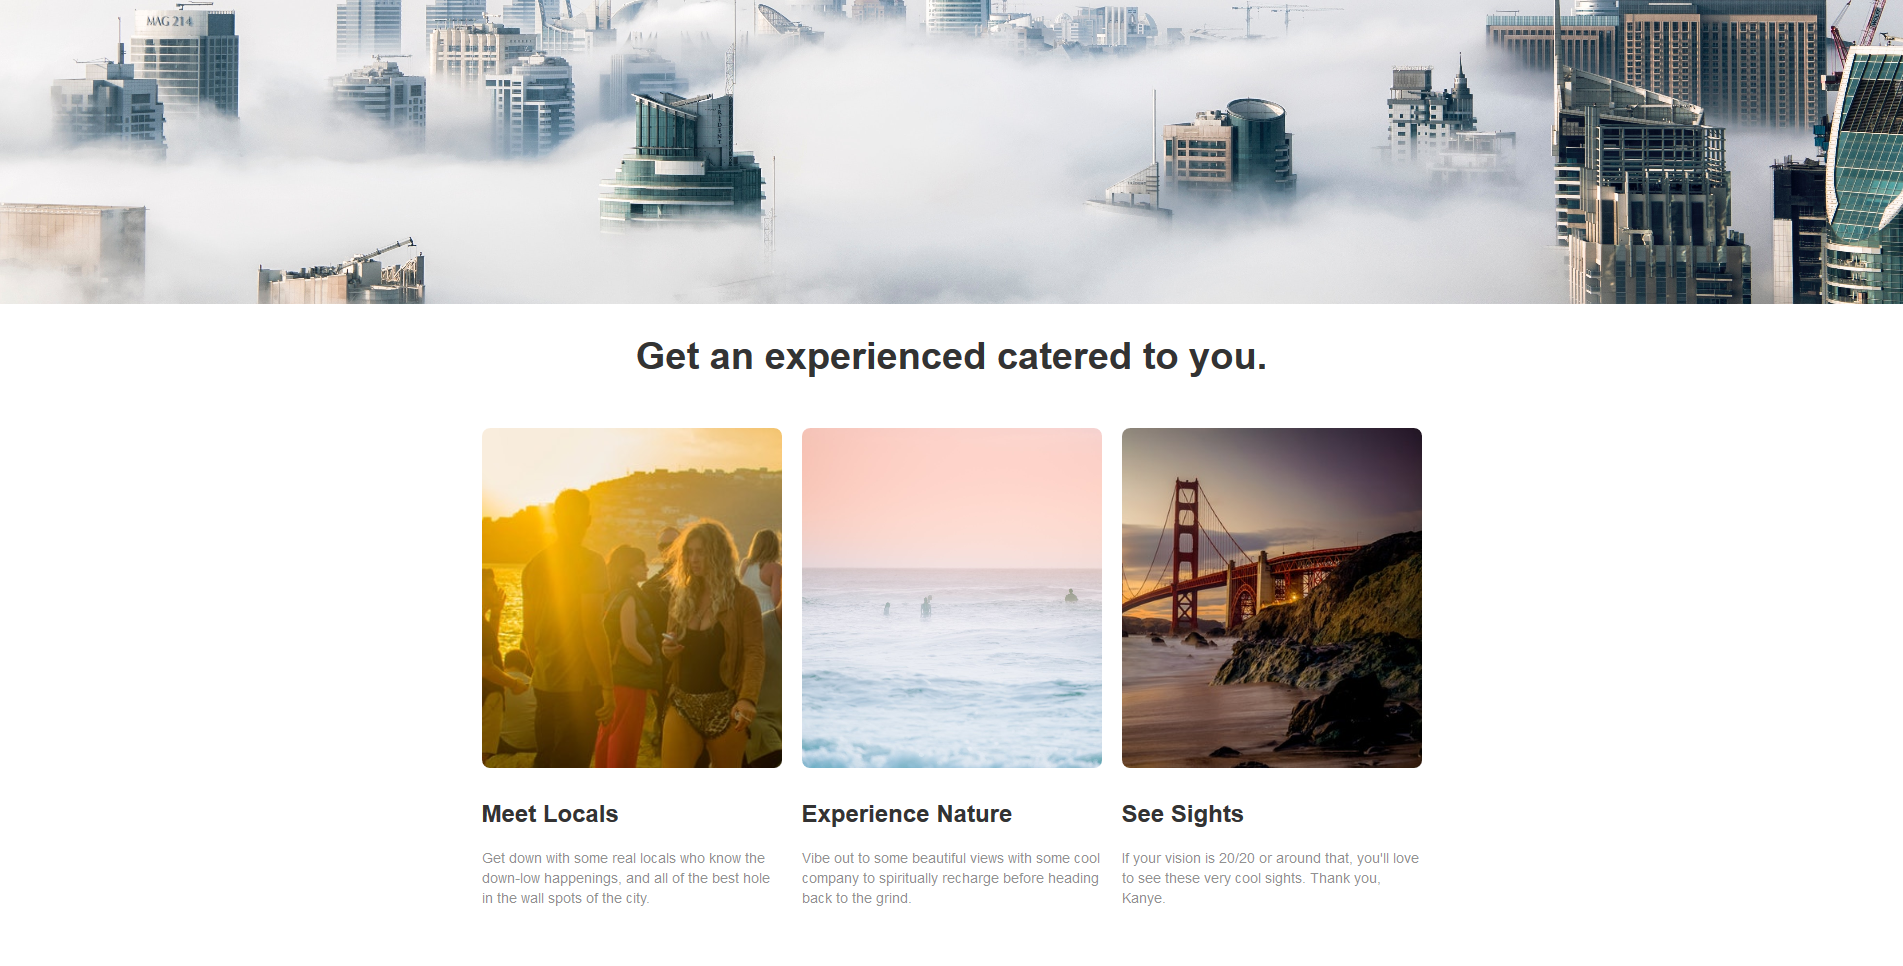 MAG 214
TRIDENT
Get an experienced catered to you.
Meet Locals
Experience Nature
See Sights
Get down with some real locals who know the
down-low happenings, and all of the best hole
in the wall spots of the city.
Vibe out to some beautiful views with some cool
company to spiritually recharge before heading
back to the grind.
If your vision is 20/20 or around that, you'll love
to see these very cool sights. Thank you,
Kanye.